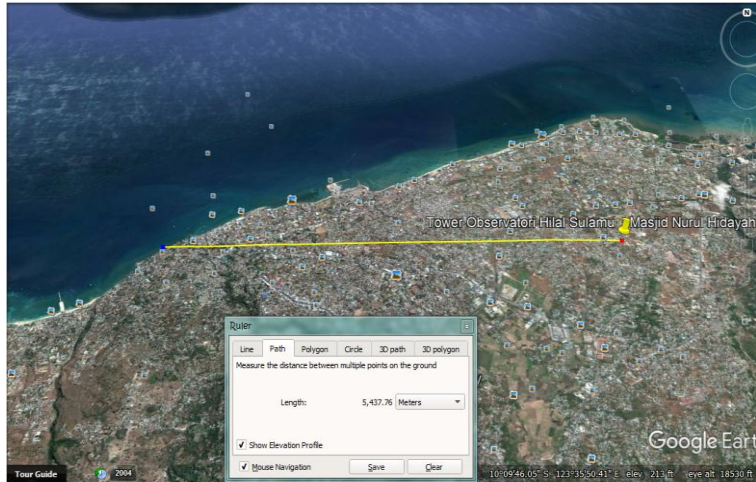 N
Tower Observatori Hilal Sulamu - Masjid Nurul Hidayah
Ruler
Line Path Polygon Circle 3D path 3D polygon
Measure the distance between multiple points on the ground
Length: 5,437.76 Meters
Show Elevation Profile
Mouse Navigation Save Clear
Google Eart
Tour Guide 2004 10°09'46.05" S 123°35'50.41" E elev 213 ft eye alt 18530 ft